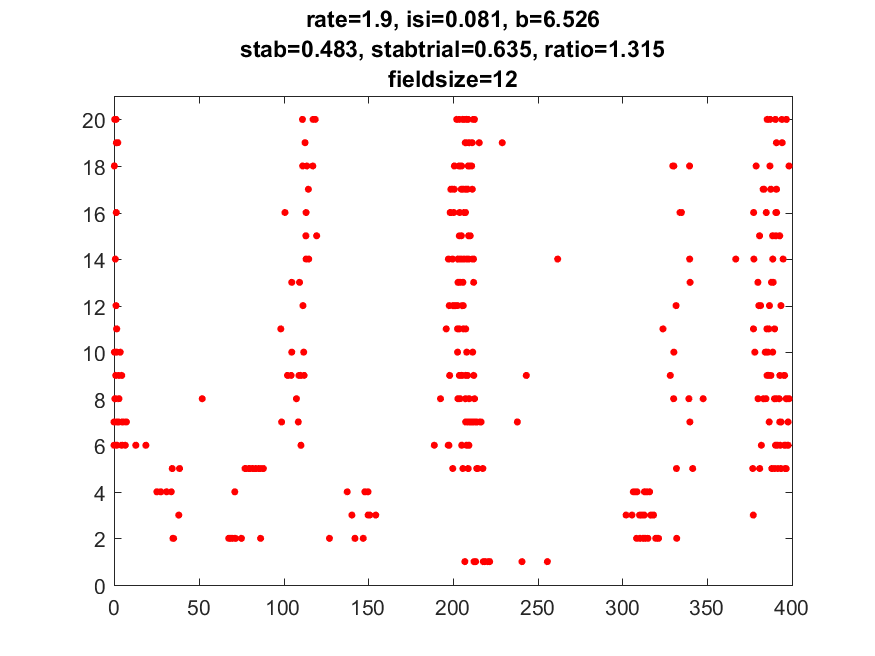 rate=1.9, isi=0.081, b=6.526
stab=0.483, stabtrial=0.635, ratio=1.315
fieldsize=12
20
18
16
14
12
10
8
6
4
2
0
0 50 100 150 200 250 300 350 400